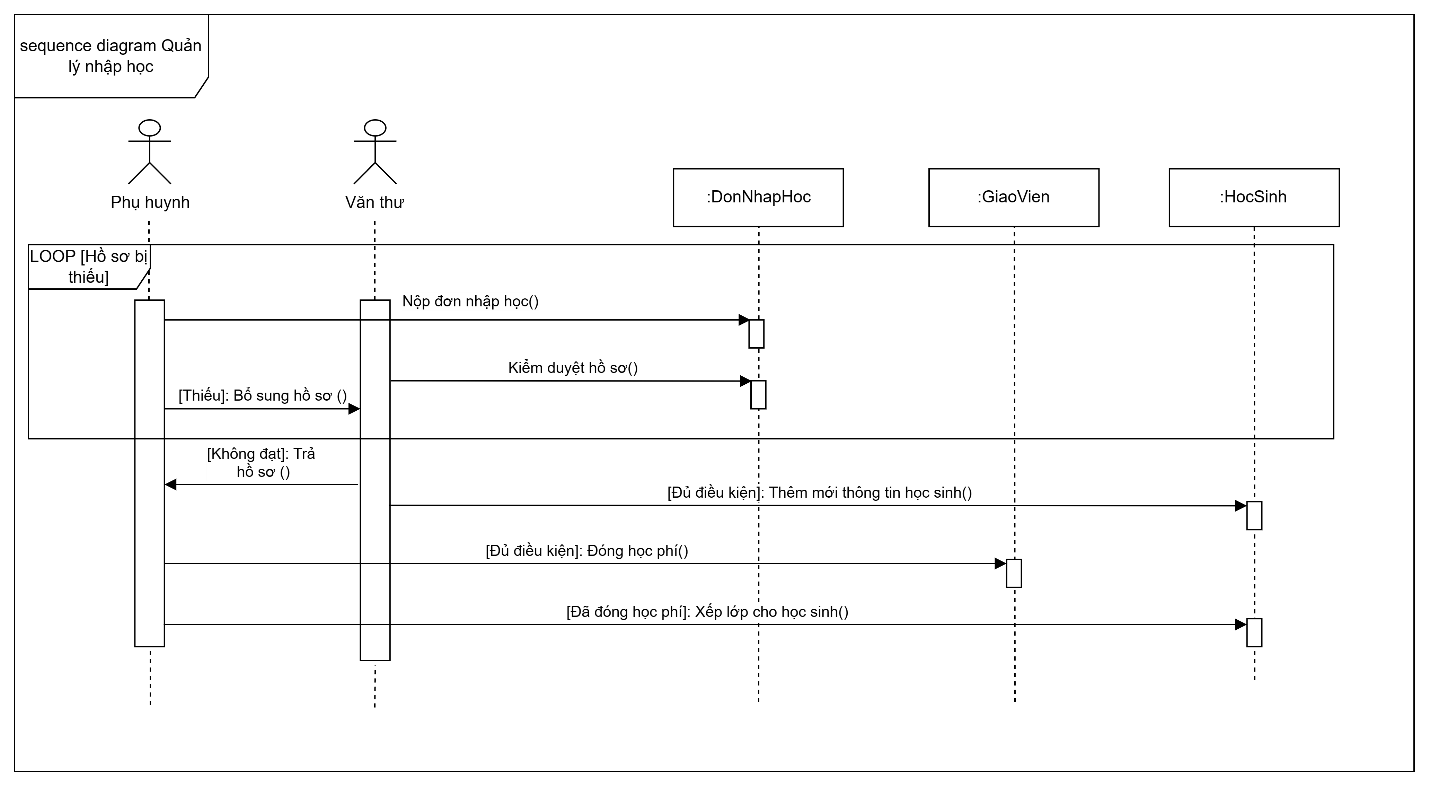 sequence diagram Quản
lý nhập học
Phụ huynh
Văn thư
:DonNhapHoc
:GiaoVien
:HocSinh
LOOP [Hồ sơ bị
thiếu]
Nộp đơn nhập học()
Kiểm duyệt hồ sơ()
[Thiếu]: Bổ sung hồ sơ ()
[Không đạt]: Trả
hồ sơ ()
[Đủ điều kiện]: Thêm mới thông tin học sinh()
[Đủ điều kiện]: Đóng học phí()
[Đã đóng học phí]: Xếp lớp cho học sinh()